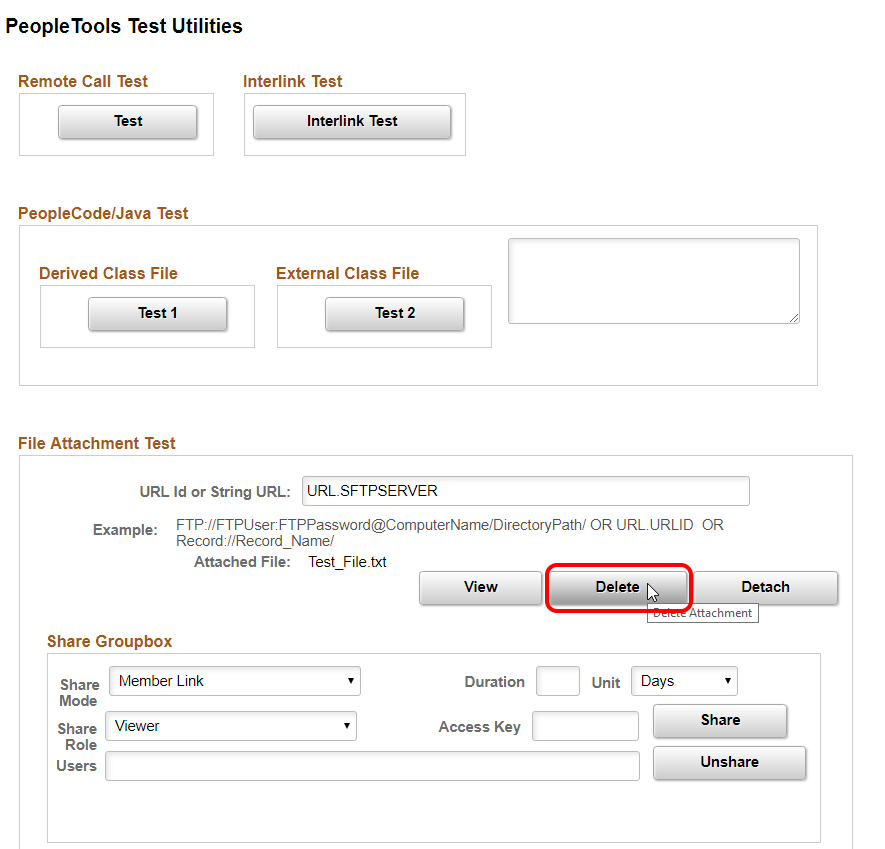 PeopleTools Test Utilities
Remote Call Test
Interlink Test
Test
Interlink Test
PeopleCode/Java Test
Derived Class File
External Class File
Test 1
Test 2
File Attachment Test
URL Id or String URL:
URL.SFTPSERVER
Example:
FTP://FTPUser:FTPPassword@ComputerName/DirectoryPath/ OR URL.URLID  OR
Record://Record_Name/
Attached File:
Test_File.txt
View
Delete
Detach
Delete Attachment
Share Groupbox
Share
Mode
Member Link
Duration
Unit
Days
Share
Role
Viewer
Access Key
Share
Users
Unshare